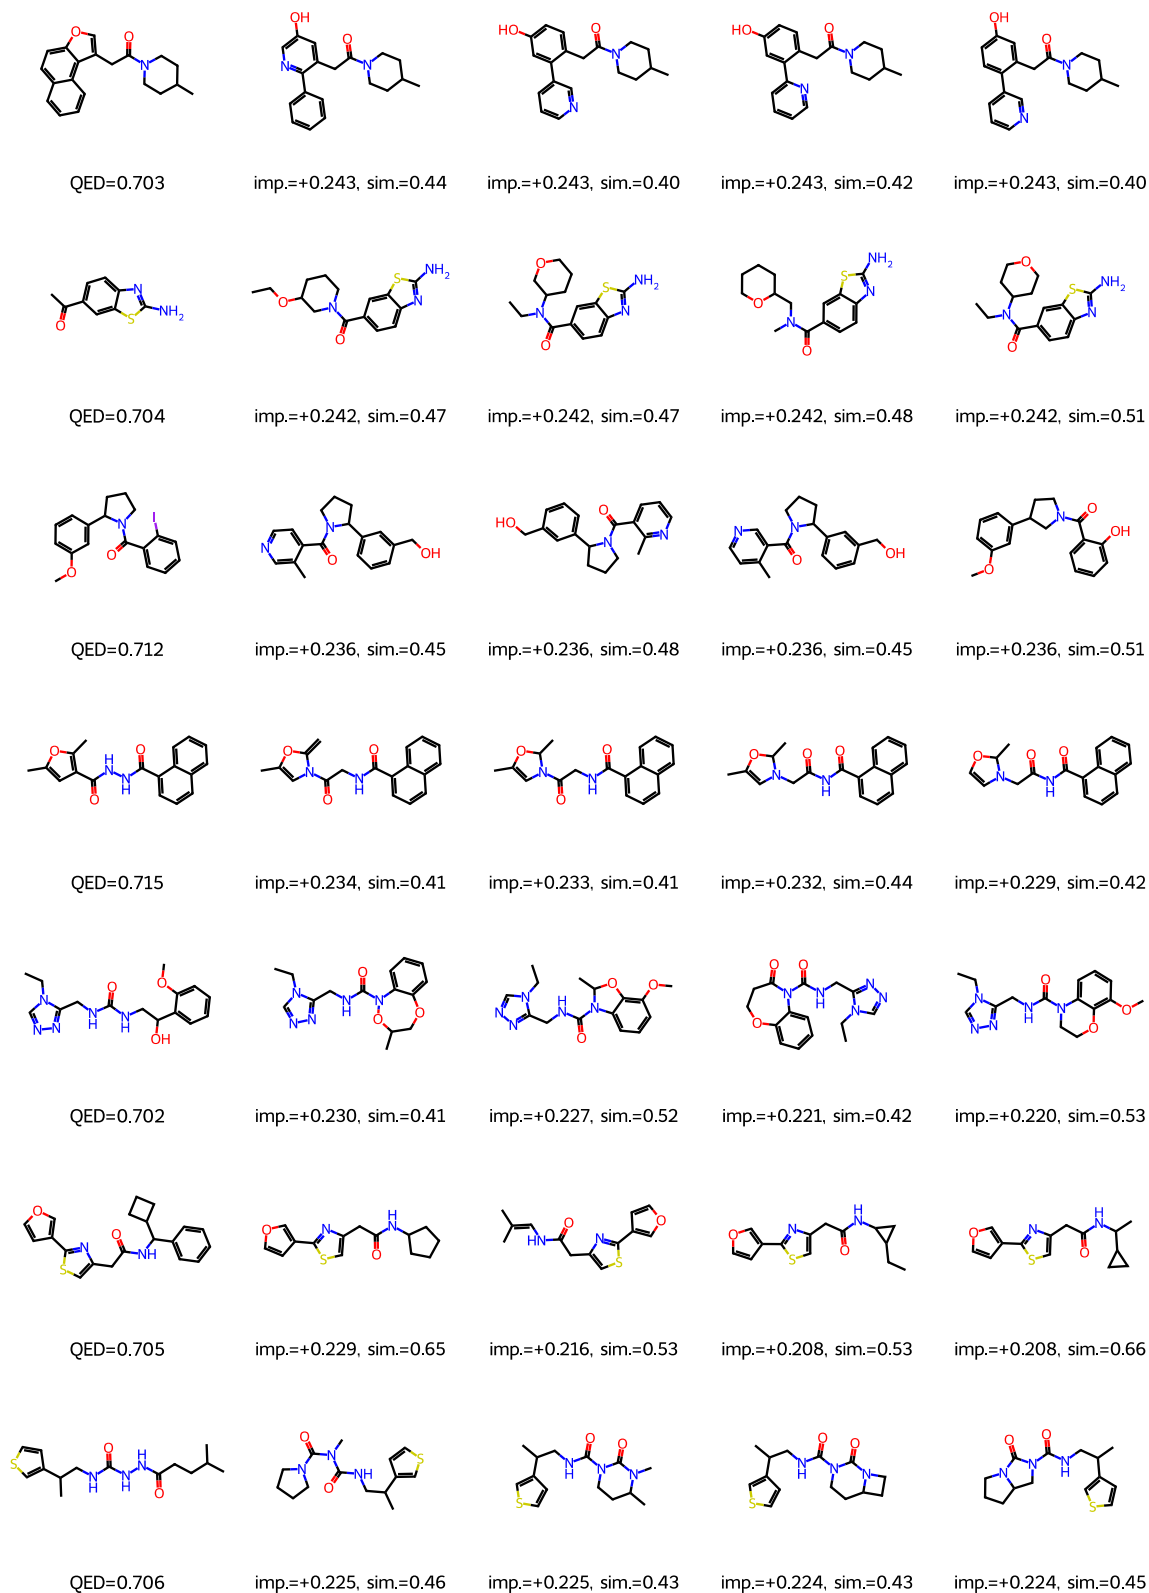 QED=0.703 imp.=+0.243, sim.=0.44 imp.=+0.243, sim.=0.40 imp.=+0.243, sim.=0.42 imp.=+0.243, sim.=0.40
QED=0.704 imp.=+0.242, sim.=0.47 imp.=+0.242, sim.=0.47 imp.=+0.242, sim.=0.48 imp.=+0.242, sim.=0.51
QED=0.712 imp.=+0.236, sim.=0.45 imp.=+0.236, sim.=0.48 imp.=+0.236, sim.=0.45 imp.=+0.236, sim.=0.51
QED=0.715 imp.=+0.234, sim.=0.41 imp.=+0.233, sim.=0.41 imp.=+0.232, sim.=0.44 imp.=+0.229, sim.=0.42
QED=0.702 imp.=+0.230, sim.=0.41 imp.=+0.227, sim.=0.52 imp.=+0.221, sim.=0.42 imp.=+0.220, sim.=0.53
QED=0.705 imp.=+0.229, sim.=0.65 imp.=+0.216, sim.=0.53 imp.=+0.208, sim.=0.53 imp.=+0.208, sim.=0.66
QED=0.706 imp.=+0.225, sim.=0.46 imp.=+0.225, sim.=0.43 imp.=+0.224, sim.=0.43 imp.=+0.224, sim.=0.45